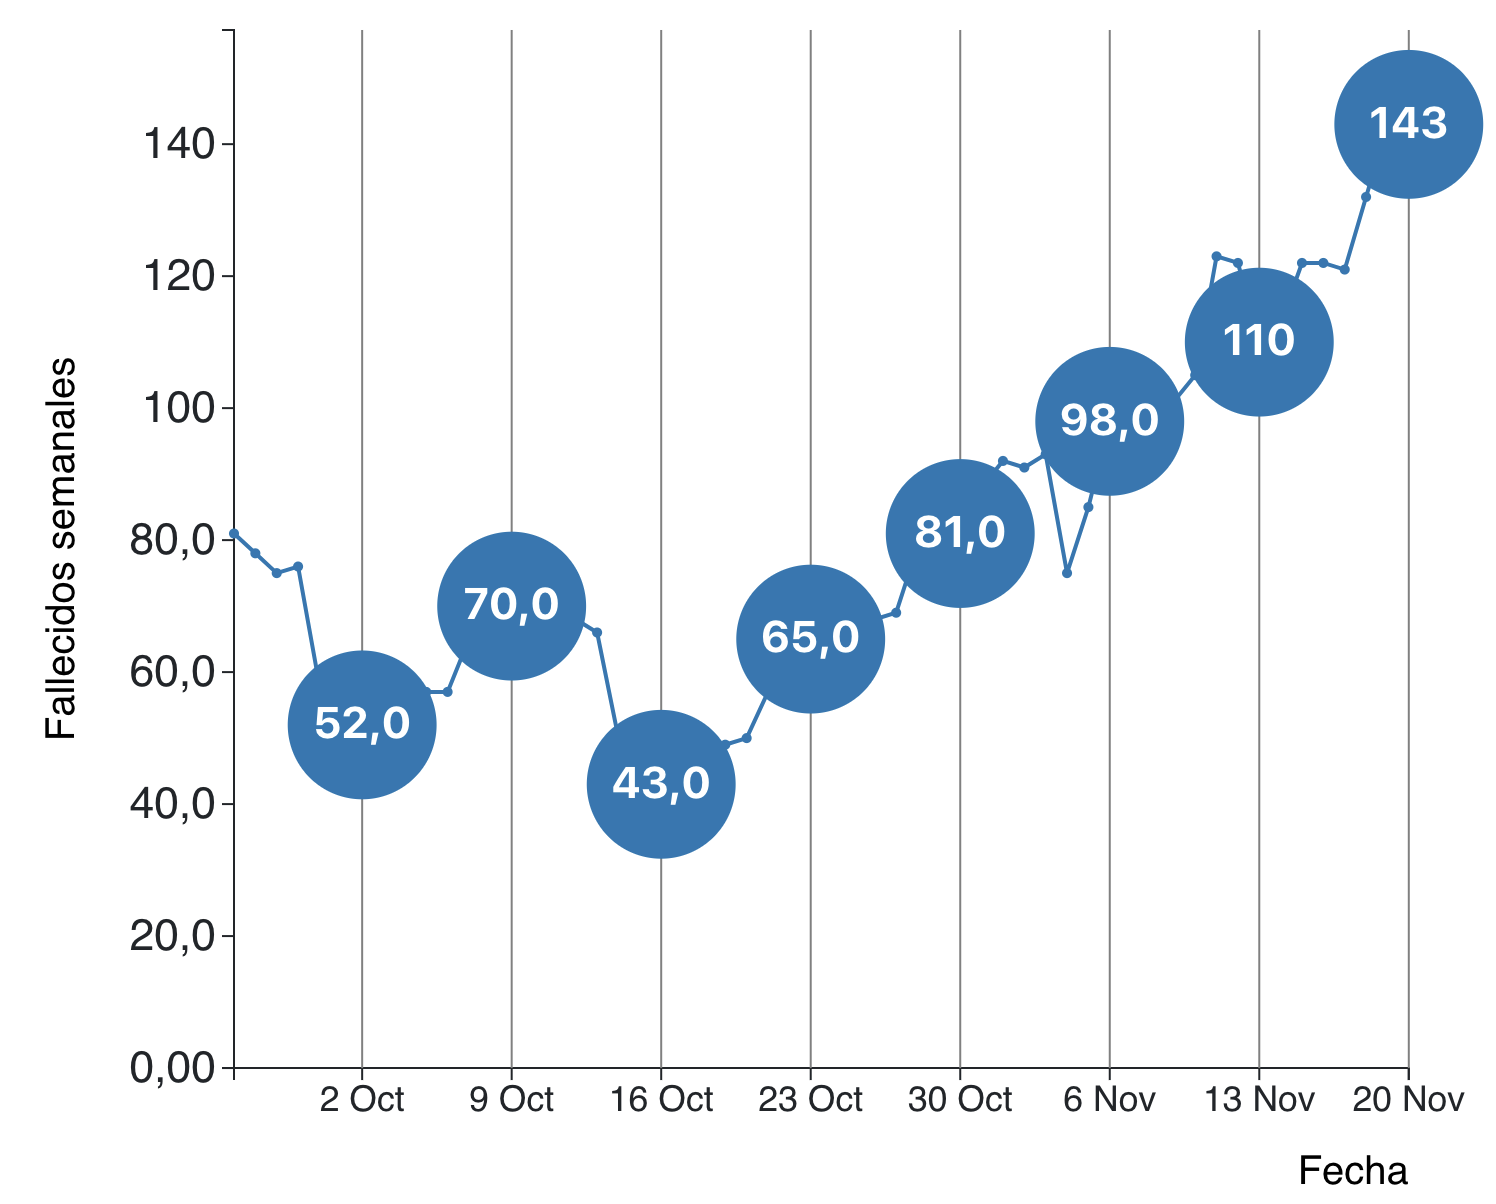 Fallecidos semanales
140
120
100
80,0
60,0
40,0
20,0
0,00
52,0
70,0
43,0
65,0
81,0
98,0
110
143
2 Oct
9 Oct
16 Oct
23 Oct
30 Oct
6 Nov
13 Nov
20 Nov
Fecha